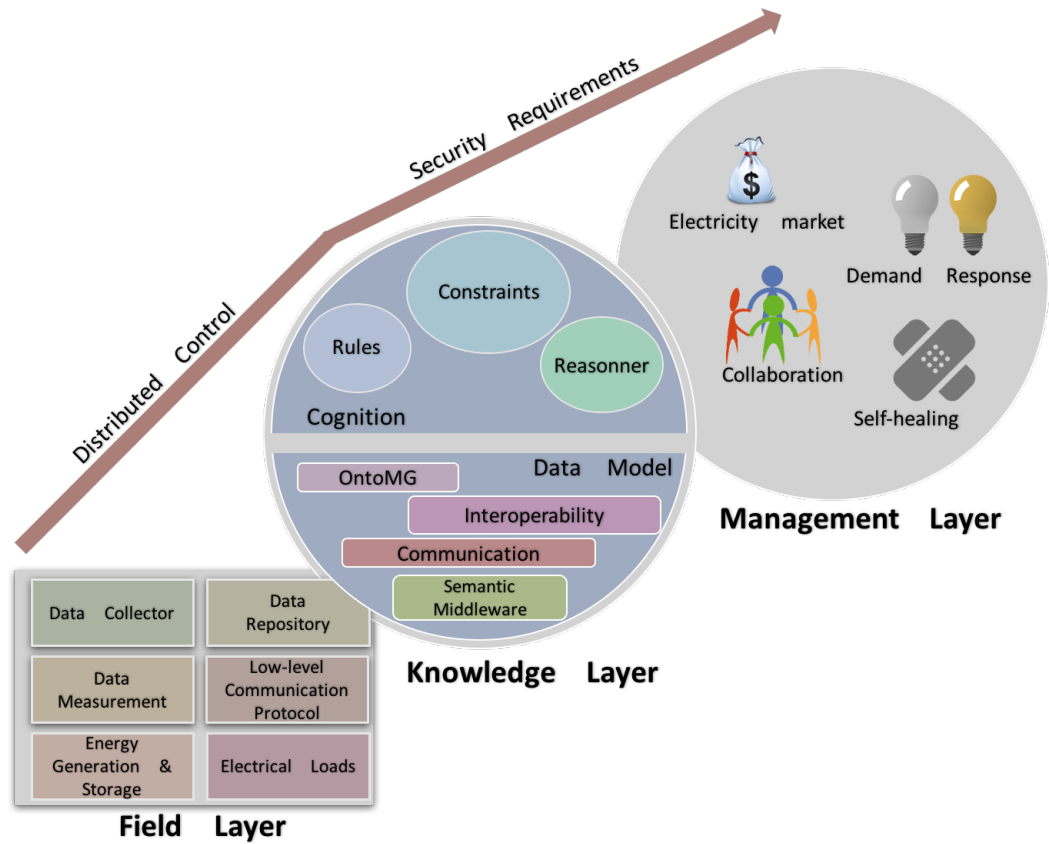 Security Requirements
Distributed Control
Electricity market
Demand Response
Collaboration
Self-healing
Management Layer
Constraints
Rules
Reasonner
Cognition
Data Model
OntoMG
Interoperability
Communication
Semantic
Middleware
Knowledge Layer
Data Collector
Data
Repository
Data
Measurement
Low-level
Communication
Protocol
Energy
Generation &
Storage
Electrical Loads
Field Layer
$